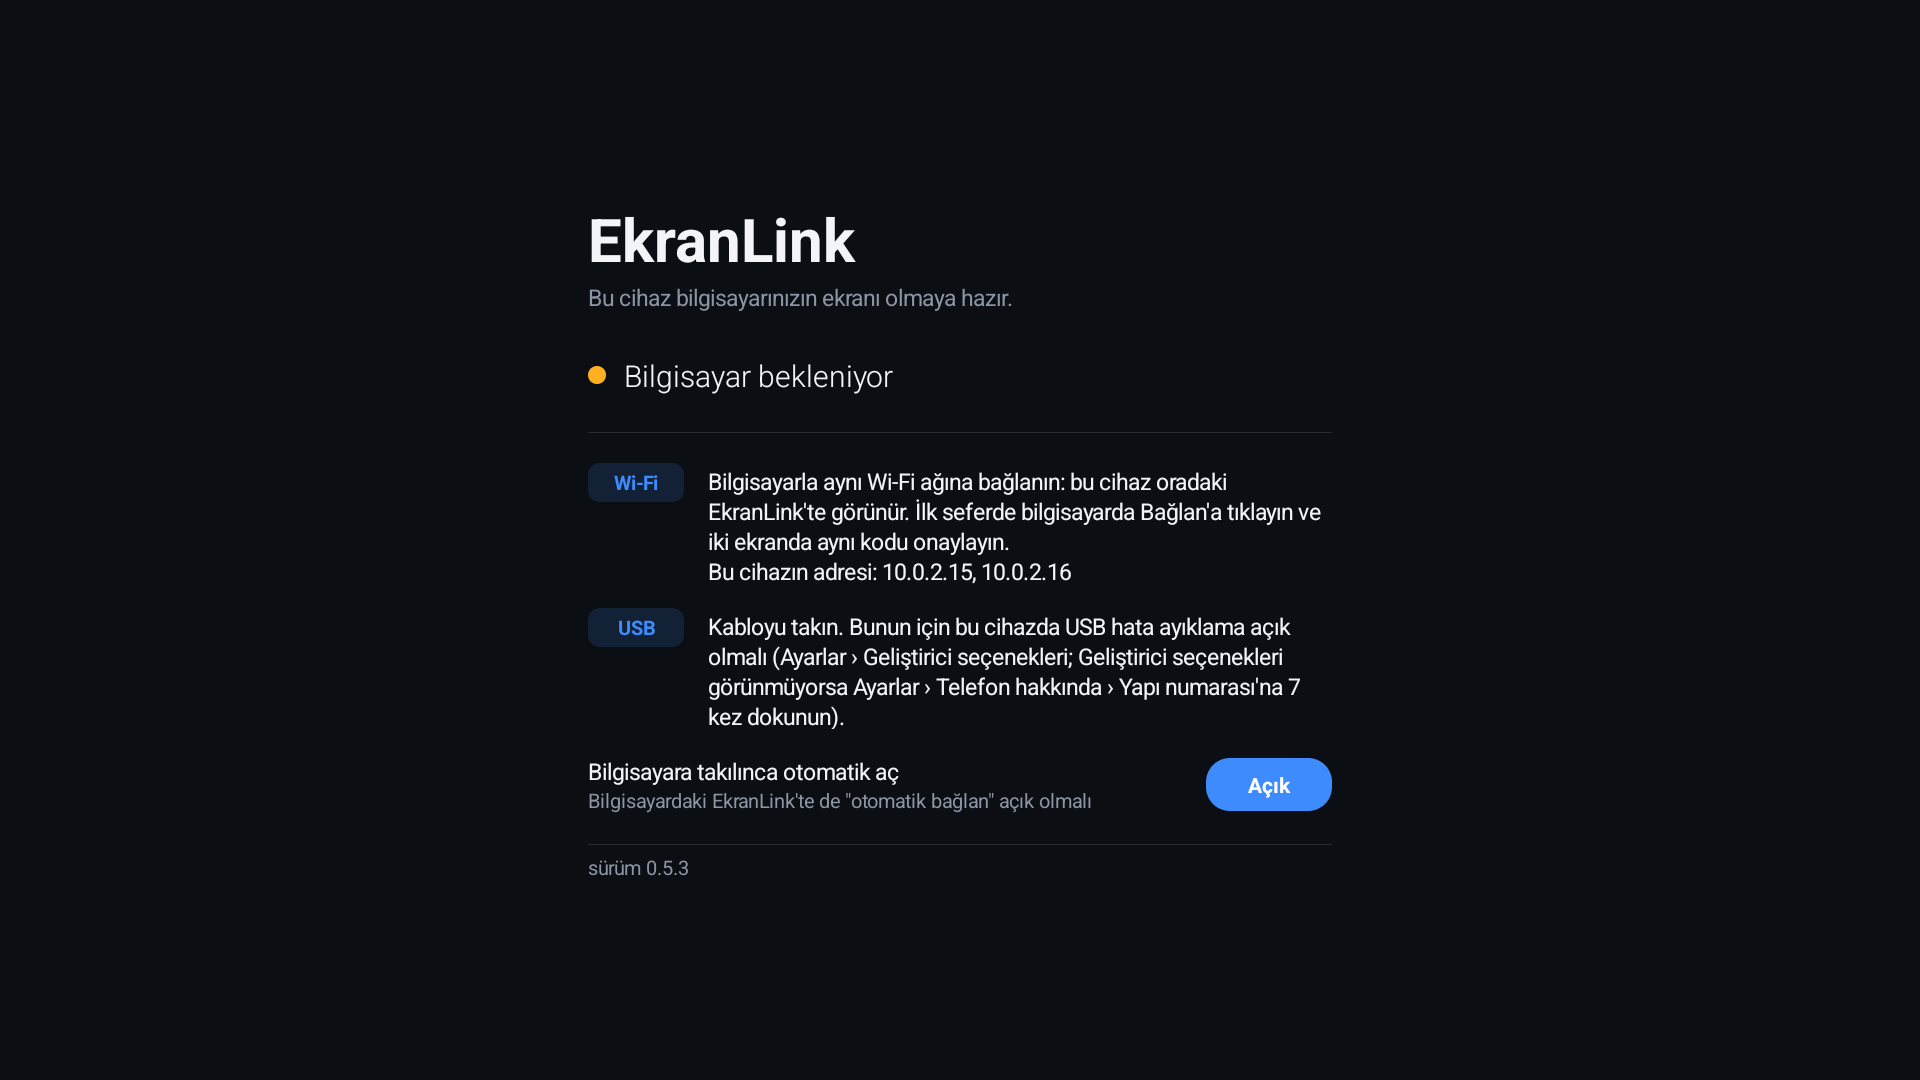 EkranLink
Bu cihaz bilgisayarınızın ekranı olmaya hazır.
Bilgisayar bekleniyor
Wi-Fi
Bilgisayarla aynı Wi-Fi ağına bağlanın: bu cihaz oradaki
EkranLink'te görünür. İlk seferde bilgisayarda Bağlan'a tıklayın ve
iki ekranda aynı kodu onaylayın.
Bu cihazın adresi: 10.0.2.15, 10.0.2.16
USB
Kabloyu takın. Bunun için bu cihazda USB hata ayıklama açık
olmalı (Ayarlar › Geliştirici seçenekleri; Geliştirici seçenekleri
görünmüyorsa Ayarlar › Telefon hakkında › Yapı numarası'na 7
kez dokunun).
Bilgisayara takılınca otomatik aç
Bilgisayardaki EkranLink'te de "otomatik bağlan" açık olmalı
Açık
sürüm 0.5.3